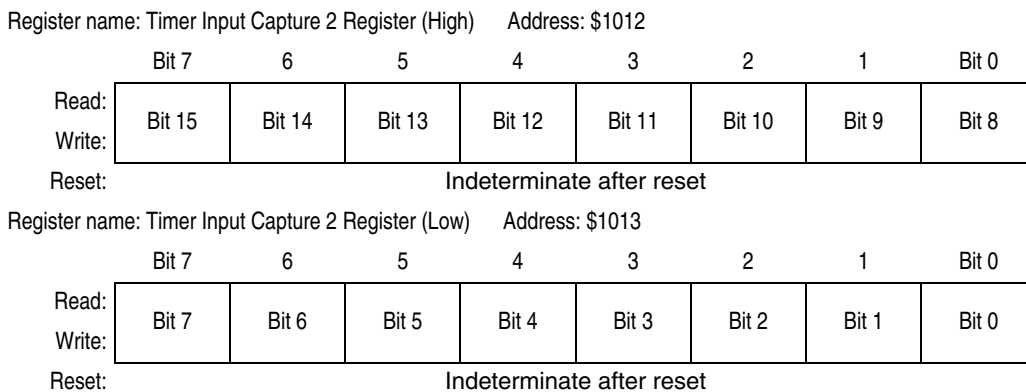 Register name: Timer Input Capture 2 Register (High) Address: $1012
Bit 7 6 5 4 3 2 1 Bit 0
Read:
Bit 15 Bit 14 Bit 13 Bit 12 Bit 11 Bit 10 Bit 9 Bit 8
Write:
Reset: Indeterminate after reset
Register name: Timer Input Capture 2 Register (Low) Address: $1013
Bit 7 6 5 4 3 2 1 Bit 0
Read:
Bit 7 Bit 6 Bit 5 Bit 4 Bit 3 Bit 2 Bit 1 Bit 0
Write:
Reset: Indeterminate after reset